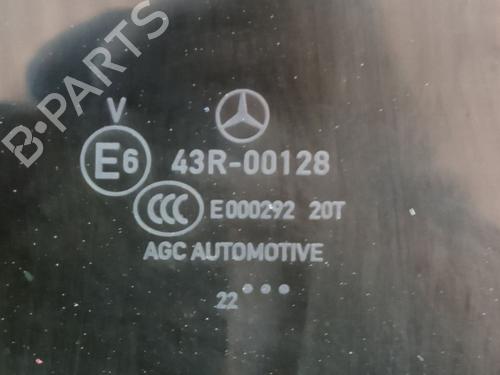 B-PARTS
V
E6 43R-00128
CCC E000292 20T
AGC AUTOMOTIVE
22 •••